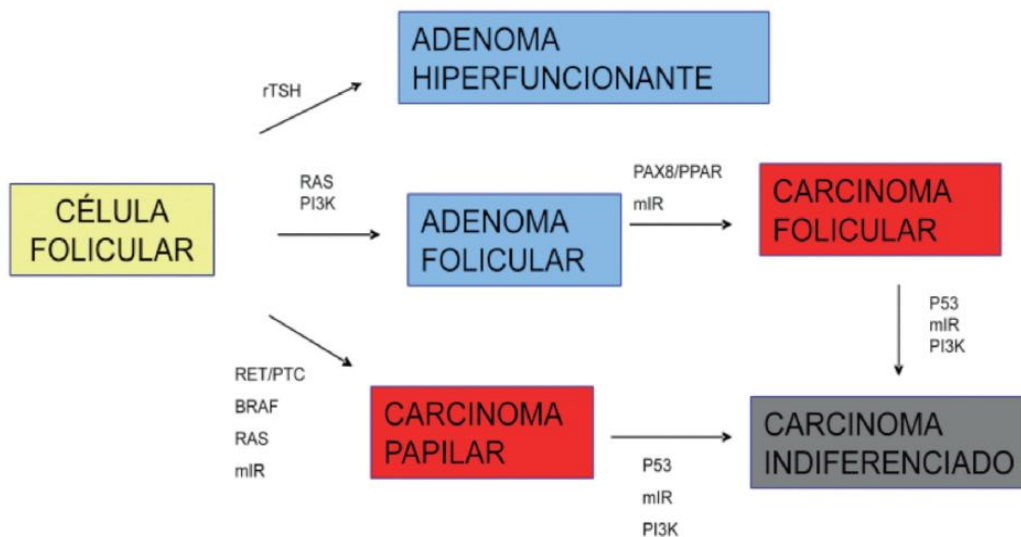 ADENOMA
HIPERFUNCIONANTE
rTSH
CÉLULA
FOLICULAR
RAS
PI3K
ADENOMA
FOLICULAR
PAX8/PPAR
mIR
CARCINOMA
FOLICULAR
P53
mIR
PI3K
RET/PTC
BRAF
RAS
mIR
CARCINOMA
PAPILAR
P53
mIR
PI3K
CARCINOMA
INDIFERENCIADO